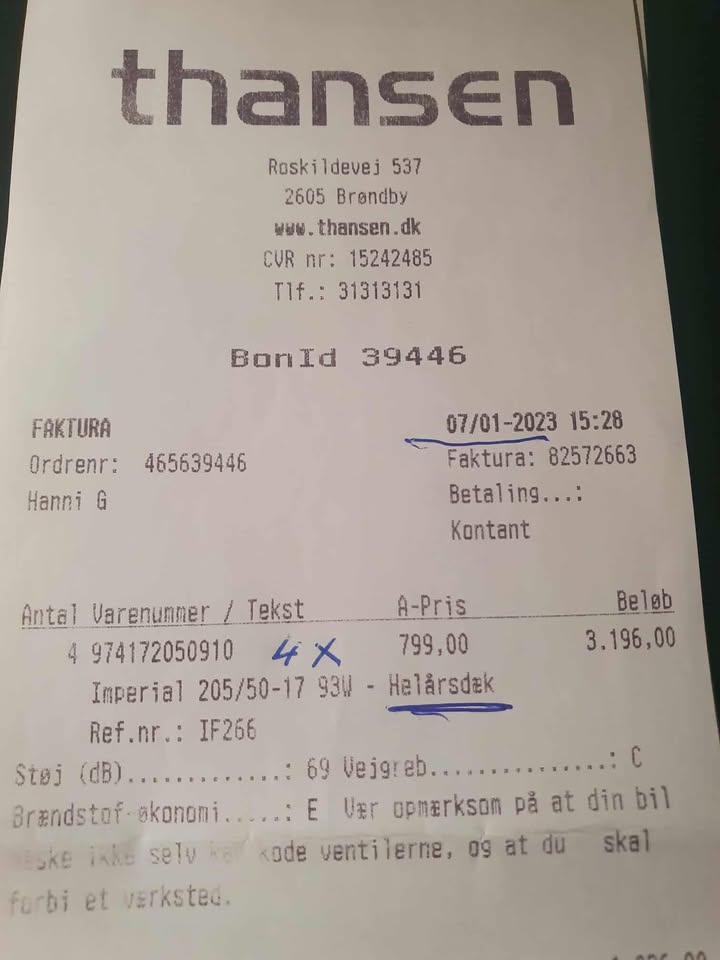 thansen
Roskildevej 537
2605 Brøndby
www.thansen.dk
CVR nr: 15242485
Tlf.: 31313131
BonId 39446
FAKTURA 07/01-2023 15:28
Ordrenr: 465639446 Faktura: 82572663
Hanni G Betaling...:
Kontant
Antal Varenummer / Tekst A-Pris Beløb
4 974172050910 4 X 799,00 3.196,00
Imperial 205/50-17 93W - Helårsdæk
Ref.nr.: IF266
Støj (dB).............: 69 Vejgreb..............: C
Brændstof-økonomi.....: E Vær opmærksom på at din bil
ikke selv kode ventilerne, og at du skal
forbi et værksted.